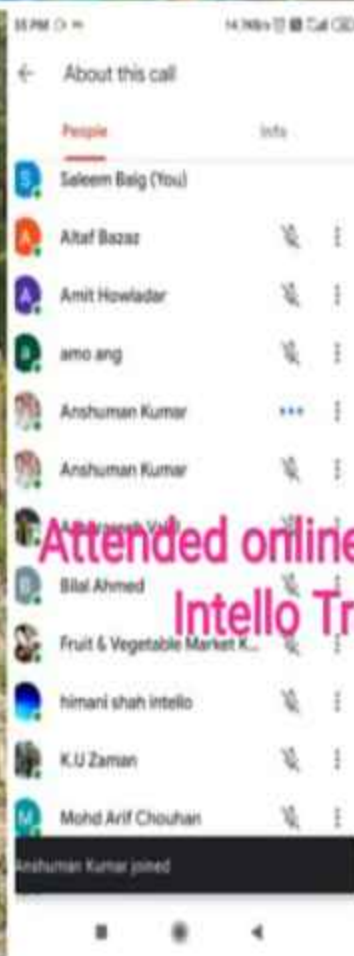 About this call
People Info
S Saleem Baig (You)
A Altaf Bazaz
A Amit Howladar
a amo ang
Anshuman Kumar
Anshuman Kumar
Attended online
B Bilal Ahmed
Intello Tr
Fruit & Vegetable Market K...
himani shah intello
K.U Zaman
M Mohd Arif Chouhan
Anshuman Kumar joined